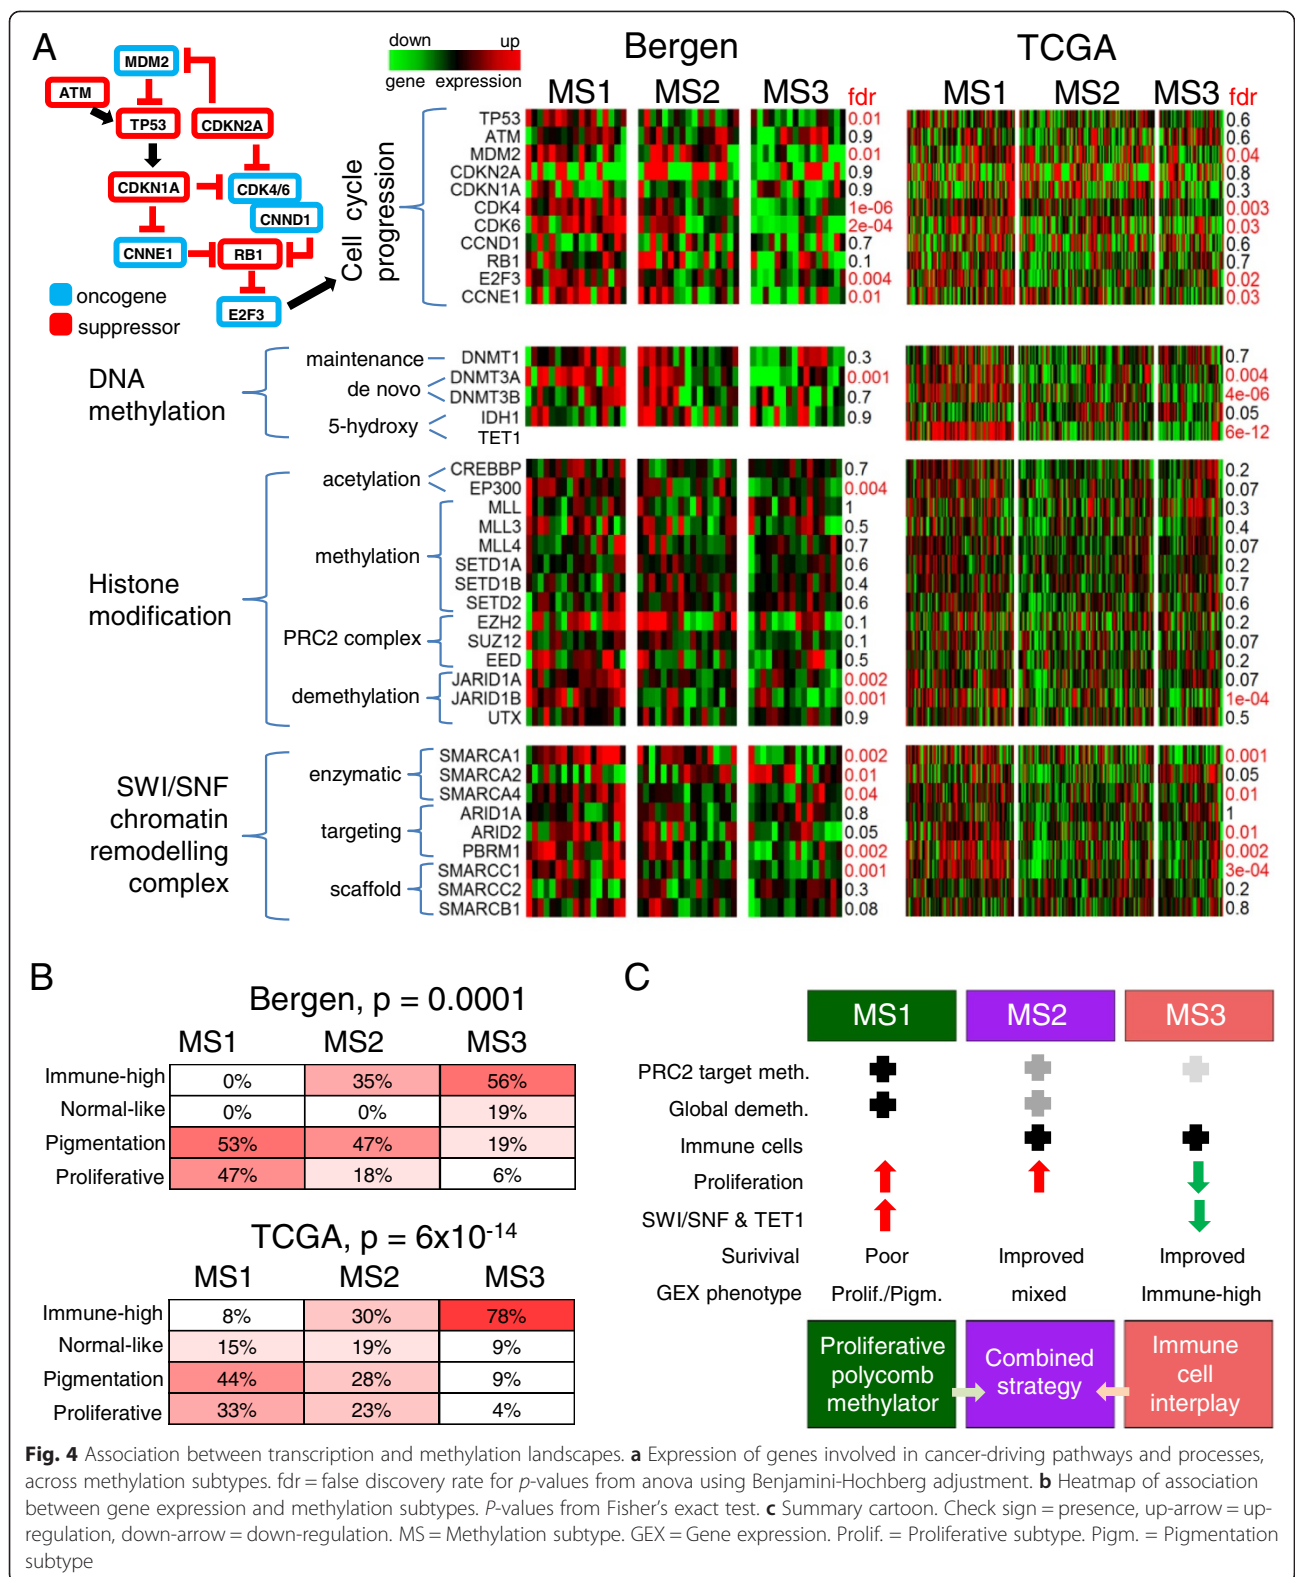 A
down up
gene expression
Bergen
TCGA
MS1 MS2 MS3 fdr
MS1 MS2 MS3 fdr
MDM2
ATM
TP53
CDKN2A
CDKN1A
CDK4/6
CNND1
CNNE1
RB1
E2F3
oncogene
suppressor
Cell cycle
progression
TP53 0.01 0.6
ATM 0.9 0.6
MDM2 0.01 0.04
CDKN2A 0.9 0.8
CDKN1A 0.9 0.3
CDK4 1e-06 0.003
CDK6 2e-04 0.03
CCND1 0.7 0.6
RB1 0.1 0.7
E2F3 0.004 0.02
CCNE1 0.01 0.03
DNA
methylation
maintenance
de novo
5-hydroxy
DNMT1 0.3 0.7
DNMT3A 0.001 0.004
DNMT3B 0.7 4e-06
IDH1 0.9 0.05
TET1 6e-12
Histone
modification
acetylation
methylation
PRC2 complex
demethylation
CREBBP 0.7 0.2
EP300 0.004 0.07
MLL 1 0.3
MLL3 0.5 0.4
MLL4 0.7 0.07
SETD1A 0.6 0.2
SETD1B 0.4 0.7
SETD2 0.6 0.6
EZH2 0.1 0.2
SUZ12 0.1 0.07
EED 0.5 0.2
JARID1A 0.002 0.07
JARID1B 0.001 1e-04
UTX 0.9 0.5
SWI/SNF
chromatin
remodelling
complex
enzymatic
targeting
scaffold
SMARCA1 0.002 0.001
SMARCA2 0.01 0.05
SMARCA4 0.04 0.01
ARID1A 0.8 1
ARID2 0.05 0.01
PBRM1 0.002 0.002
SMARCC1 0.001 3e-04
SMARCC2 0.3 0.2
SMARCB1 0.08 0.8
B
Bergen, p = 0.0001
MS1 MS2 MS3
Immune-high 0% 35% 56%
Normal-like 0% 0% 19%
Pigmentation 53% 47% 19%
Proliferative 47% 18% 6%
TCGA, p = 6x10-14
MS1 MS2 MS3
Immune-high 8% 30% 78%
Normal-like 15% 19% 9%
Pigmentation 44% 28% 9%
Proliferative 33% 23% 4%
C
MS1 MS2 MS3
PRC2 target meth.
Global demeth.
Immune cells
Proliferation
SWI/SNF & TET1
Surivival Poor Improved Improved
GEX phenotype Prolif./Pigm. mixed Immune-high
Proliferative
polycomb
methylator
Combined
strategy
Immune
cell
interplay
Fig. 4 Association between transcription and methylation landscapes. a Expression of genes involved in cancer-driving pathways and processes,
across methylation subtypes. fdr = false discovery rate for p-values from anova using Benjamini-Hochberg adjustment. b Heatmap of association
between gene expression and methylation subtypes. P-values from Fisher's exact test. c Summary cartoon. Check sign = presence, up-arrow = up-
regulation, down-arrow = down-regulation. MS = Methylation subtype. GEX = Gene expression. Prolif. = Proliferative subtype. Pigm. = Pigmentation
subtype